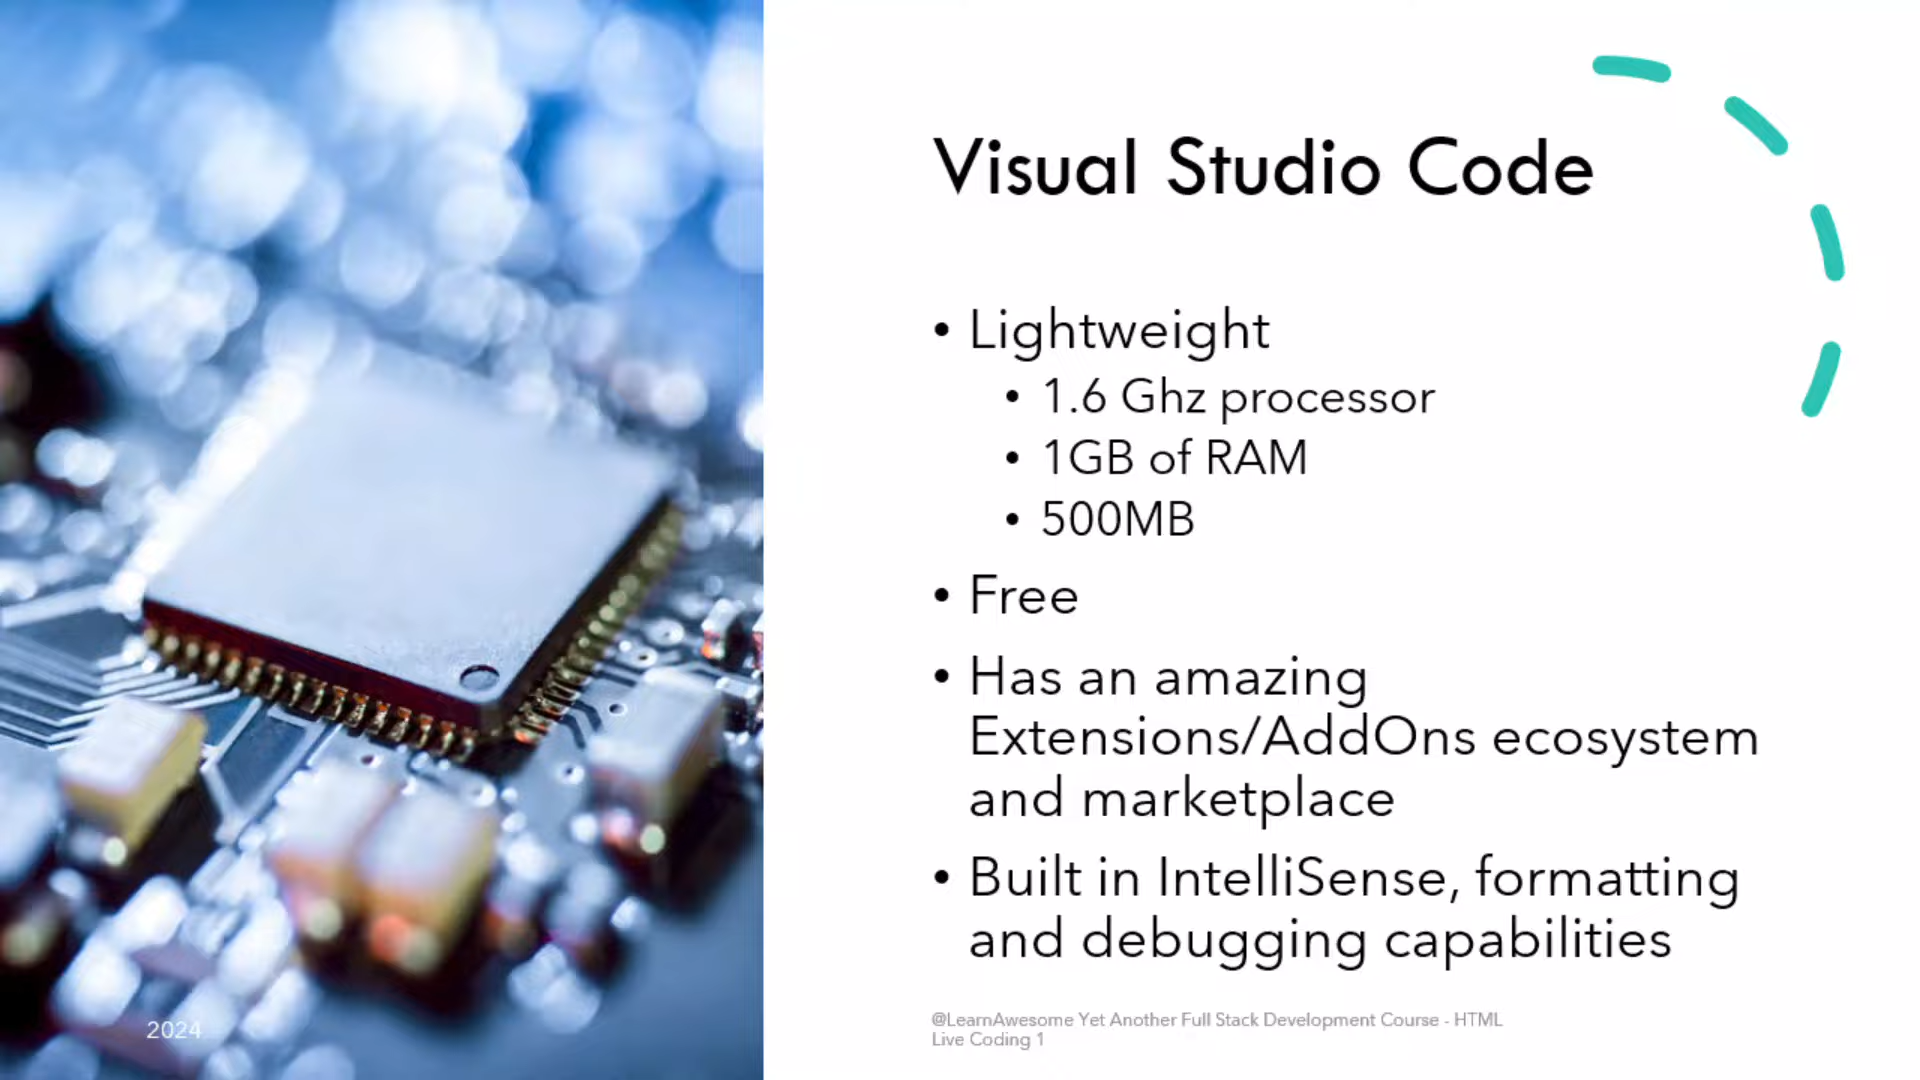 Visual Studio Code
• Lightweight
• 1.6 Ghz processor
• 1GB of RAM
• 500MB
• Free
• Has an amazing
Extensions/AddOns ecosystem
and marketplace
• Built in IntelliSense, formatting
and debugging capabilities
2024
@LearnAwesome Yet Another Full Stack Development Course - HTML
Live Coding 1